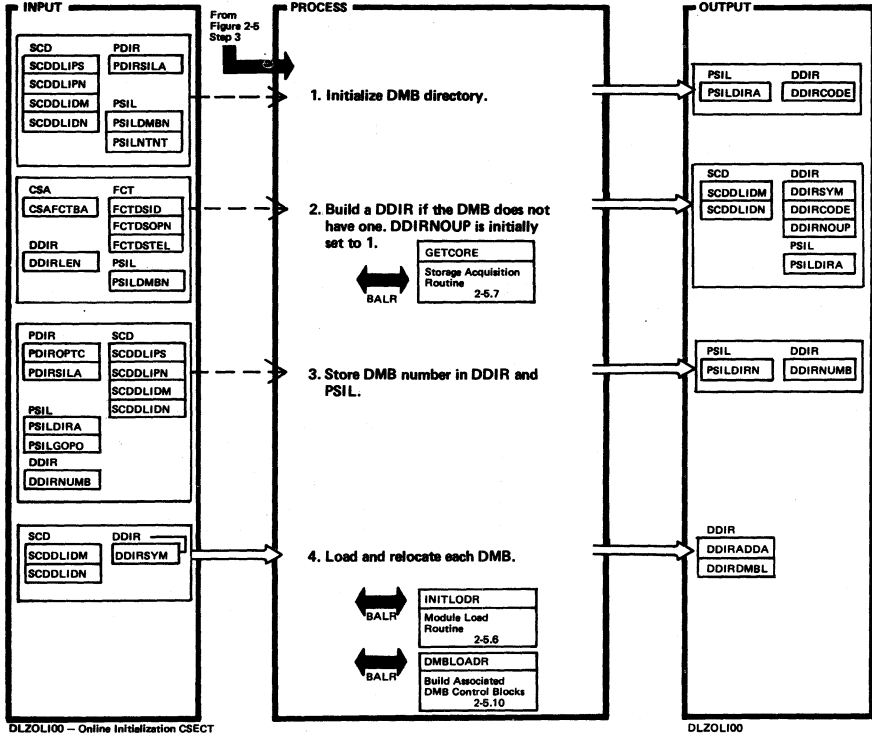 INPUT
From
Figure 2-5
Step 3
PROCESS
OUTPUT
SCD
SCDDLIPS
SCDDLIPN
SCDDLIDM
SCDDLIDN
PDIR
PDIRSILA
PSIL
PSILDMBN
PSILNTNT
1. Initialize DMB directory.
PSIL
PSILDIRA
DDIR
DDIRCODE
CSA
CSAFCTBA
DDIR
DDIRLEN
FCT
FCTDSID
FCTDSOPN
FCTDSTEL
PSIL
PSILDMBN
2. Build a DDIR if the DMB does not
have one. DDIRNOUP is initially
set to 1.
BALR
GETCORE
Storage Acquisition
Routine
2-5.7
SCD
SCDDLIDM
SCDDLIDN
DDIR
DDIRSYM
DDIRCODE
DDIRNOUP
PSIL
PSILDIRA
PDIR
PDIROPTC
PDIRSILA
PSIL
PSILDIRA
PSILGOPO
DDIR
DDIRNUMB
SCD
SCDDLIPS
SCDDLIPN
SCDDLIDM
SCDDLIDN
3. Store DMB number in DDIR and
PSIL.
PSIL
PSILDIRN
DDIR
DDIRNUMB
SCD
SCDDLIDM
SCDDLIDN
DDIR
DDIRSYM
4. Load and relocate each DMB.
BALR
INITLODR
Module Load
Routine
2-5.6
BALR
DMBLOADR
Build Associated
DMB Control Blocks
2-5.10
DDIR
DDIRADDA
DDIRDMBL
DLZOLI00 – Online Initialization CSECT
DLZOLI00